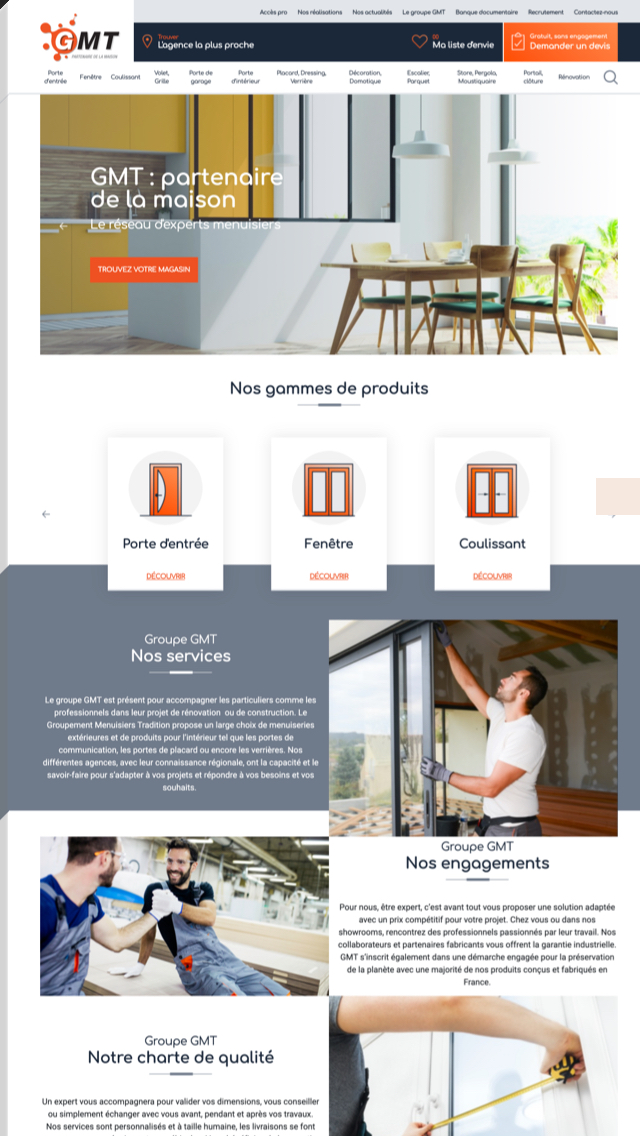 Accès pro Nos réalisations Nos actualités Le groupe GMT Banque documentaire Recrutement Contactez-nous
GMT
PARTENAIRE DE LA MAISON
Trouver
L'agence la plus proche
00
Ma liste d'envie
Gratuit, sans engagement
Demander un devis
Porte
d'entrée
Fenêtre
Coulissant
Volet,
Grille
Porte de
garage
Porte
d'intérieur
Placard, Dressing,
Verrière
Décoration,
Domotique
Escalier,
Parquet
Store, Pergola,
Moustiquaire
Portail,
clôture
Rénovation
GMT : partenaire
de la maison
Le réseau d'experts menuisiers
TROUVEZ VOTRE MAGASIN
Nos gammes de produits
Porte d'entrée
DÉCOUVRIR
Fenêtre
DÉCOUVRIR
Coulissant
DÉCOUVRIR
Groupe GMT
Nos services
Le groupe GMT est présent pour accompagner les particuliers comme les
professionnels dans leur projet de rénovation ou de construction. Le
Groupement Menuisiers Tradition propose un large choix de menuiseries
extérieures et de produits pour l'intérieur tel que les portes de
communication, les portes de placard ou encore les verrières. Nos
différentes agences, avec leur connaissance régionale, ont la capacité et le
savoir-faire pour s'adapter à vos projets et répondre à vos besoins et vos
souhaits.
Groupe GMT
Nos engagements
Pour nous, être expert, c'est avant tout vous proposer une solution adaptée
avec un prix compétitif pour votre projet. Chez vous ou dans nos
showrooms, rencontrez des professionnels passionnés par leur travail. Nos
collaborateurs et partenaires fabricants vous offrent la garantie industrielle.
GMT s'inscrit également dans une démarche engagée pour la préservation
de la planète avec une majorité de nos produits conçus et fabriqués en
France.
Groupe GMT
Notre charte de qualité
Un expert vous accompagnera pour valider vos dimensions, vous conseiller
ou simplement échanger avec vous avant, pendant et après vos travaux.
Nos services sont personnalisés et à taille humaine, les livraisons se font